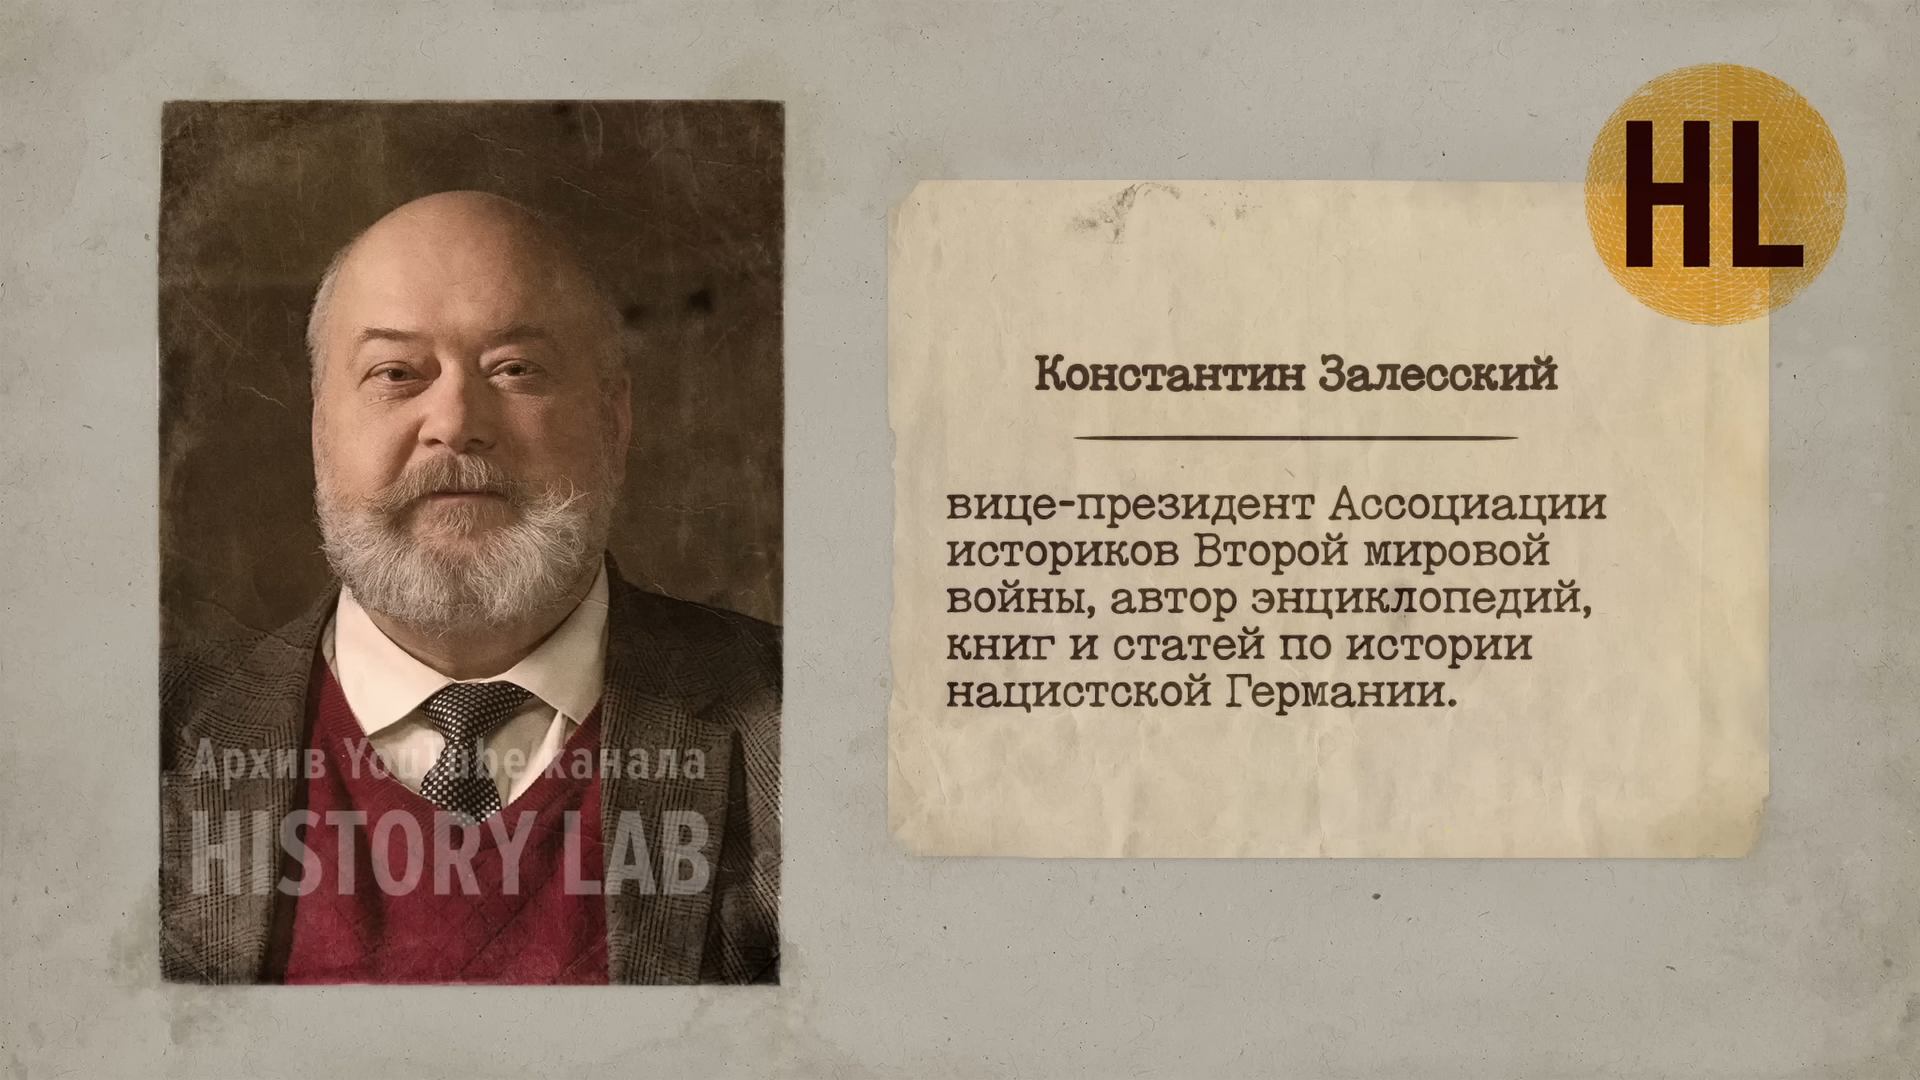 HL
Константин Залесский
вице-президент Ассоциации
историков Второй мировой
войны, автор энциклопедий,
книг и статей по истории
нацистской Германии.
Архив YouTube канала
HISTORY LAB